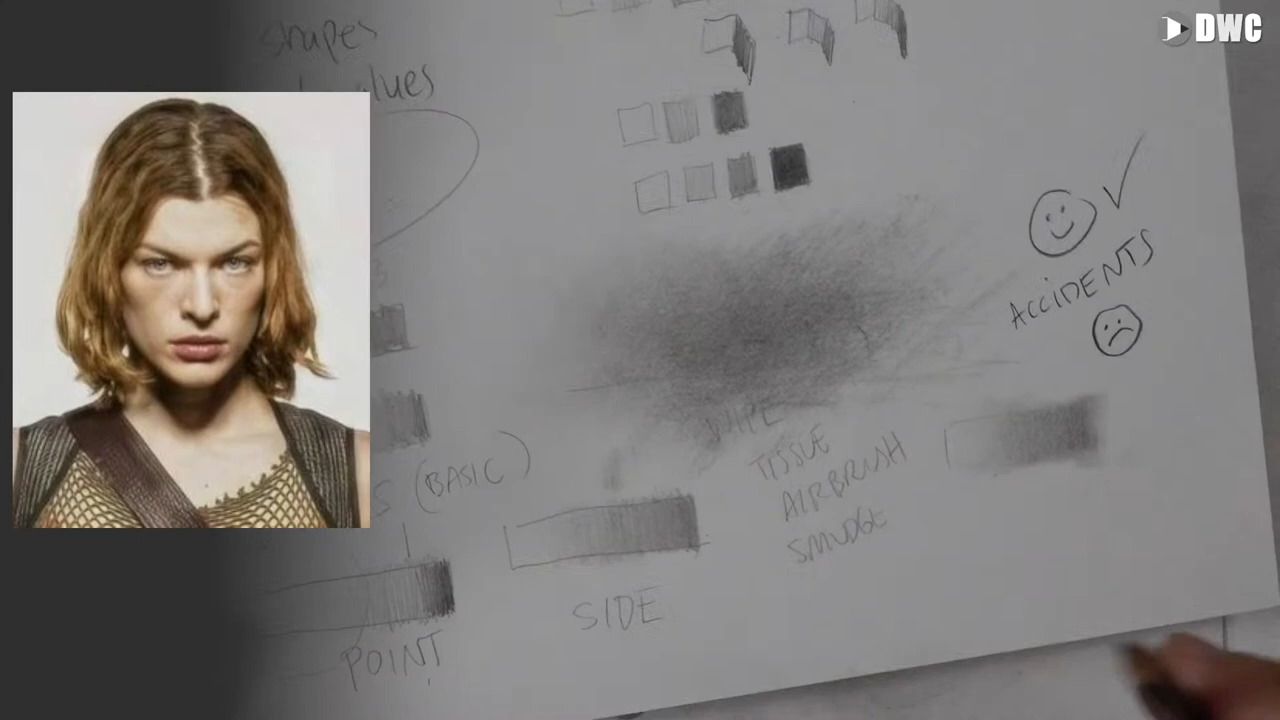 shapes
values
DWC
ACCIDENTS
WIPE
TISSUE
AIRBRUSH
SMUDGE
S (BASIC)
SIDE
POINT